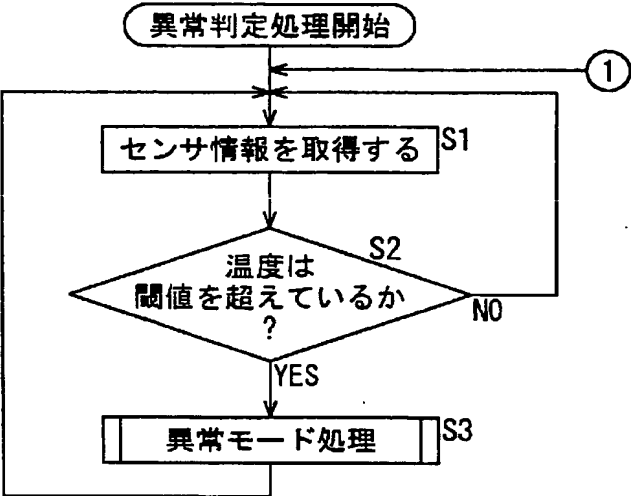 異常判定処理開始
1
センサ情報を取得する
S1
S2
温度は
閾値を超えているか
?
NO
YES
異常モード処理
S3